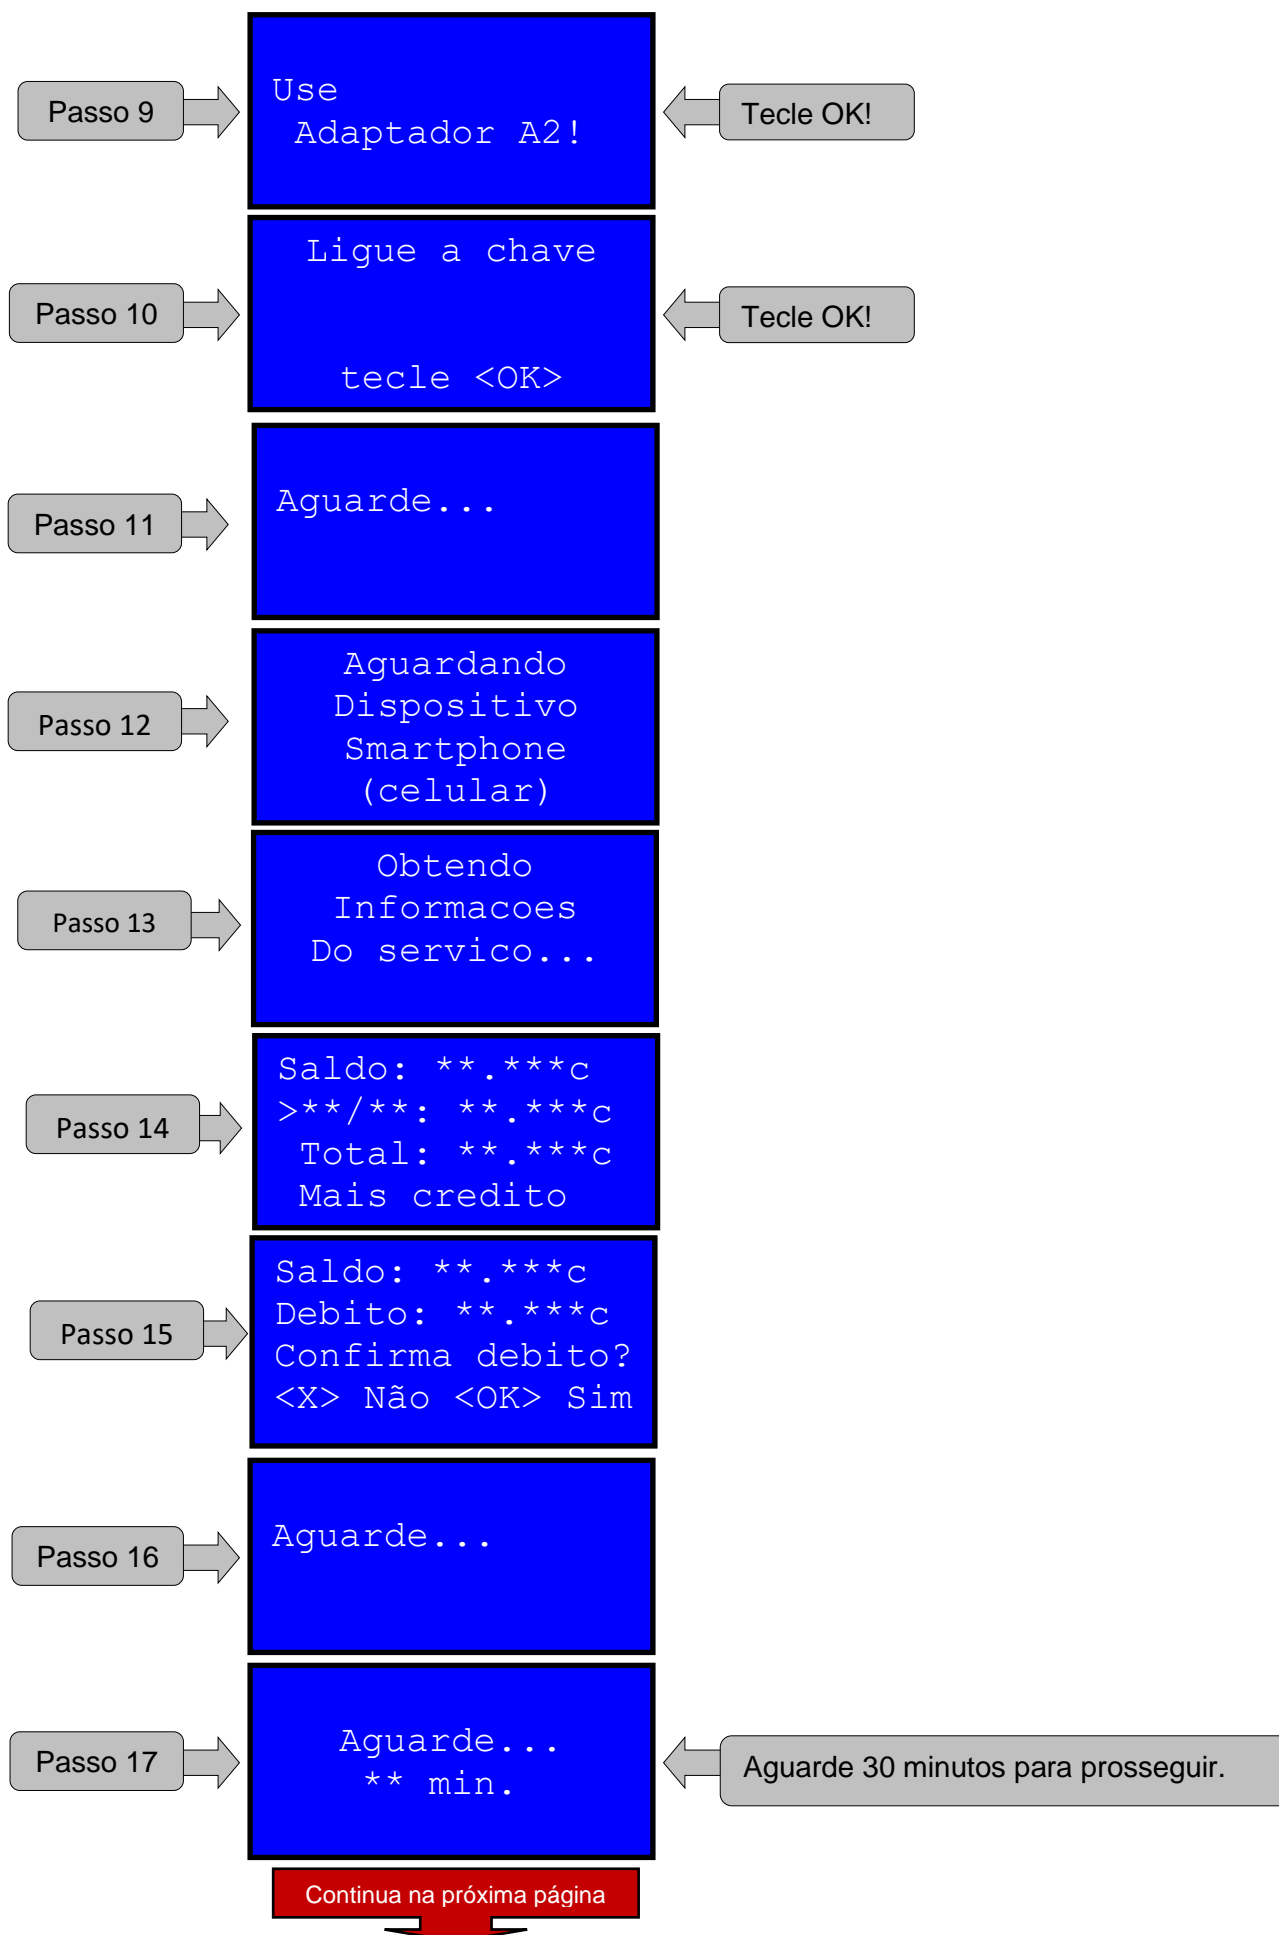 Passo 9
Use
Adaptador A2!
Tecle OK!
Passo 10
Ligue a chave
tecle <OK>
Tecle OK!
Passo 11
Aguarde...
Passo 12
Aguardando
Dispositivo
Smartphone
(celular)
Passo 13
Obtendo
Informacoes
Do servico...
Passo 14
Saldo: **.***c
>**/**: **.***c
Total: **.***c
Mais credito
Passo 15
Saldo: **.***c
Debito: **.***c
Confirma debito?
<X> Não <OK> Sim
Passo 16
Aguarde...
Passo 17
Aguarde...
** min.
Aguarde 30 minutos para prosseguir.
Continua na próxima página